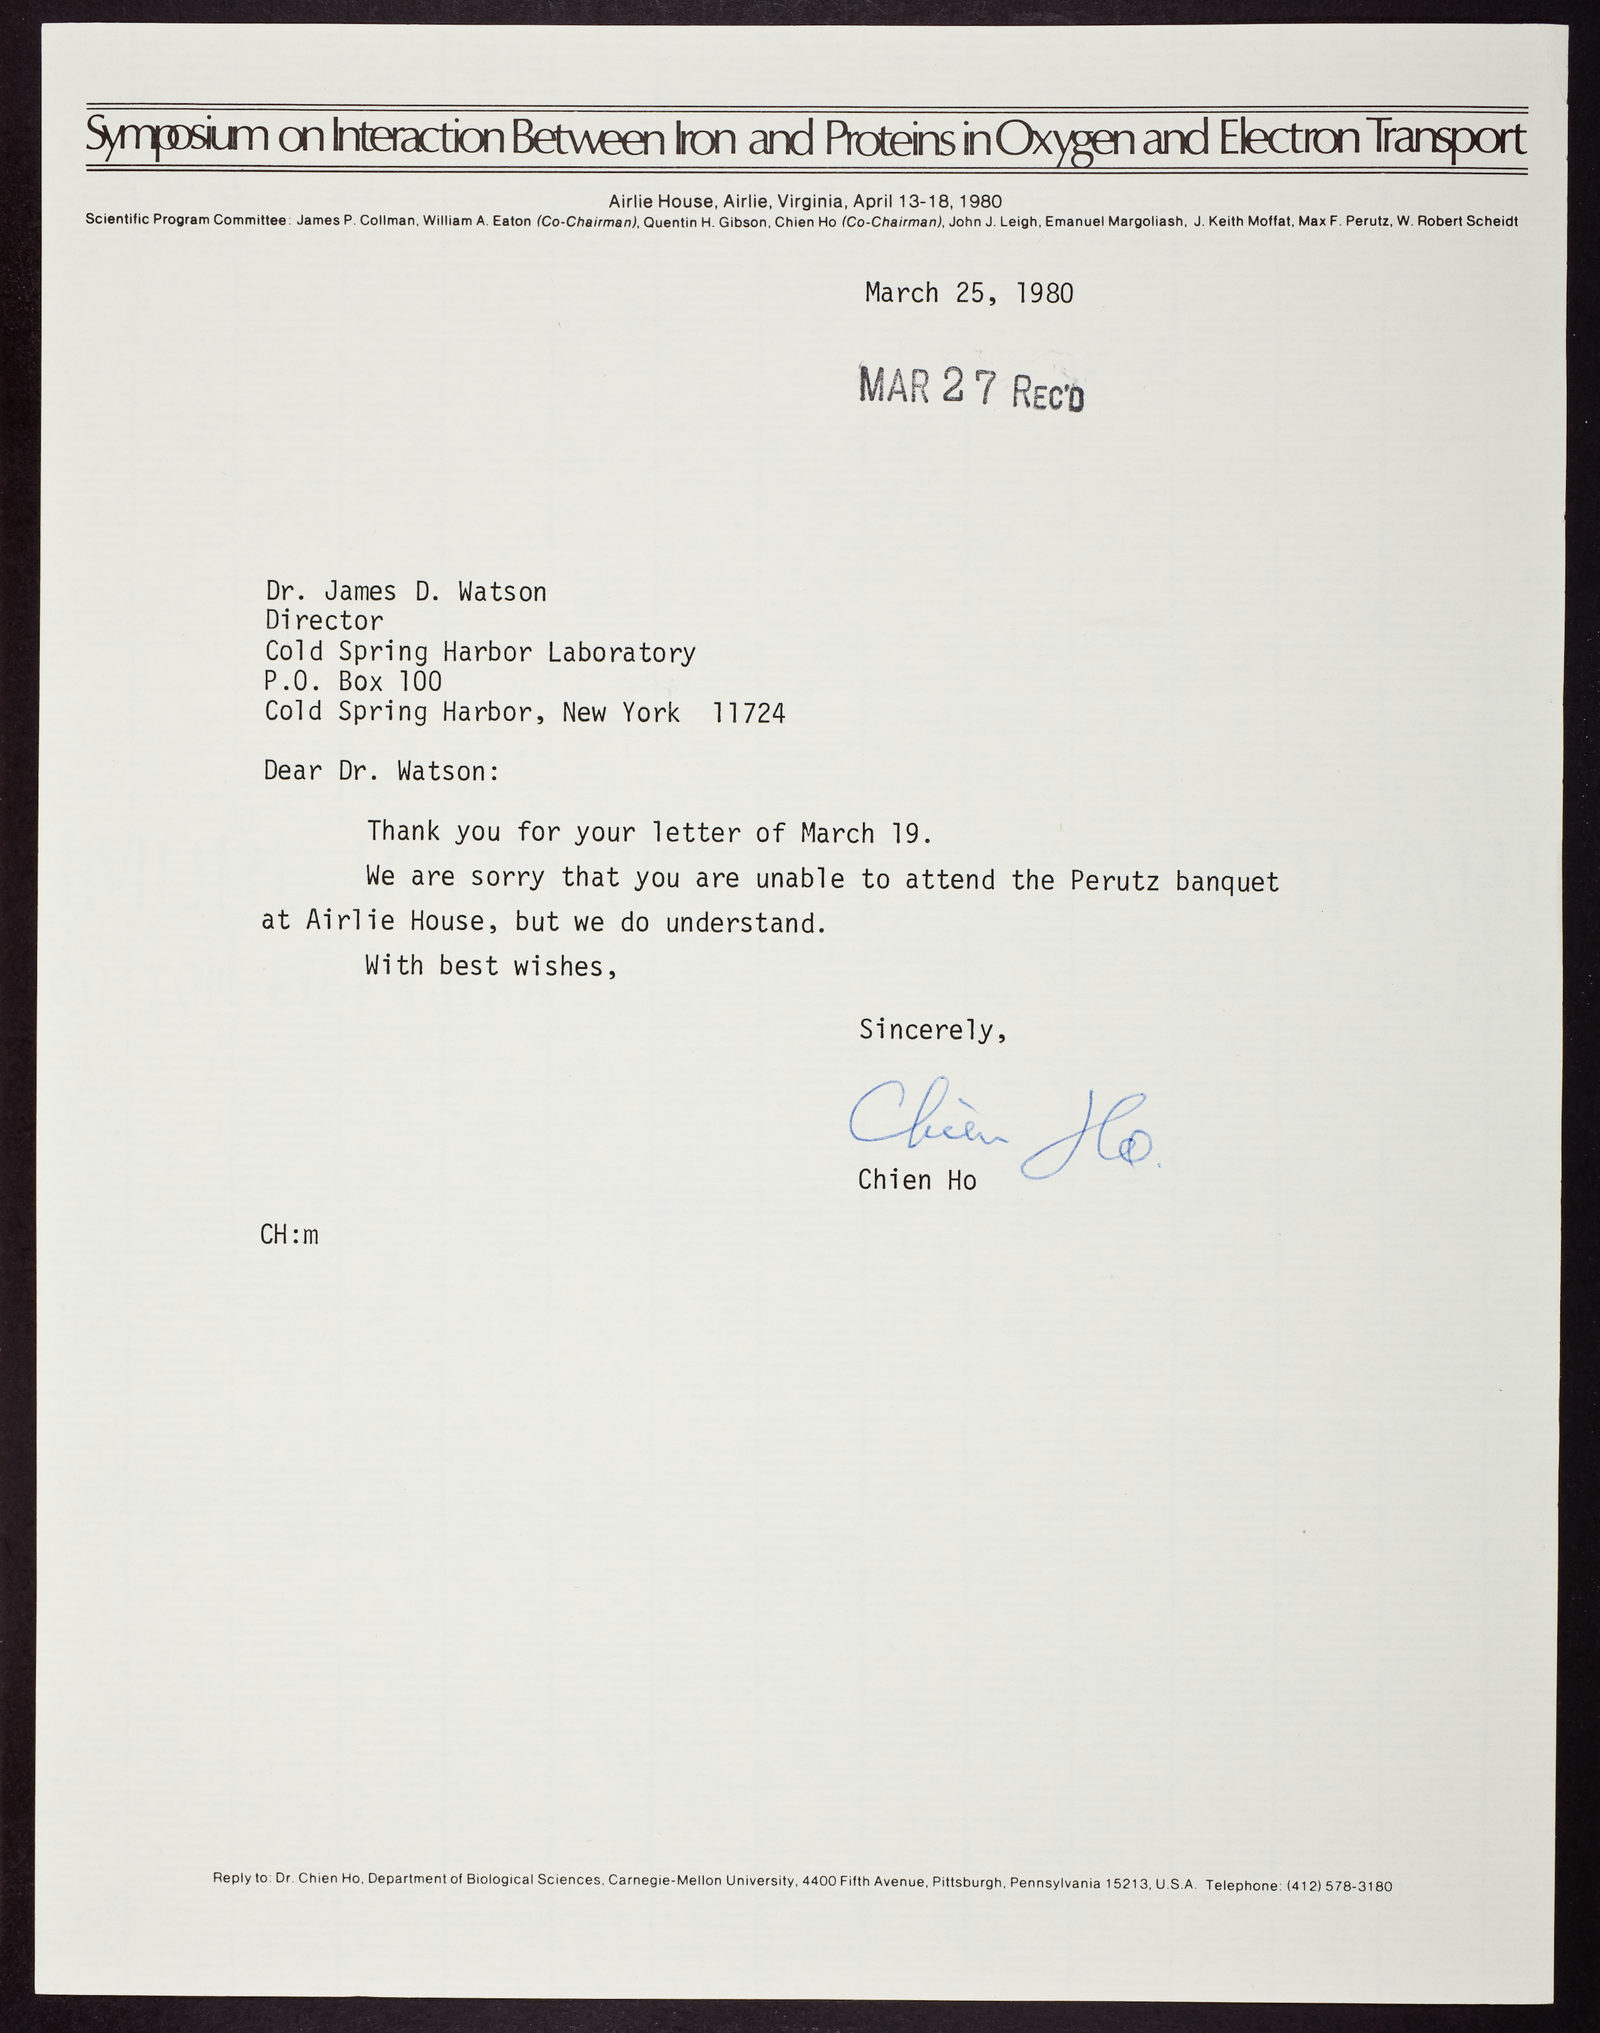 Symposium on Interaction Between Iron and Proteins in Oxygen and Electron Transport
Airlie House, Airlie, Virginia, April 13-18, 1980
Scientific Program Committee: James P. Collman, William A. Eaton (Co-Chairman), Quentin H. Gibson, Chien Ho (Co-Chairman), John J. Leigh, Emanuel Margoliash, J. Keith Moffat, Max F. Perutz, W. Robert Scheidt
March 25, 1980
MAR 27 REC'D
Dr. James D. Watson
Director
Cold Spring Harbor Laboratory
P.O. Box 100
Cold Spring Harbor, New York 11724
Dear Dr. Watson:
Thank you for your letter of March 19.
We are sorry that you are unable to attend the Perutz banquet
at Airlie House, but we do understand.
With best wishes,
Sincerely,
Chien Ho.
Chien Ho
CH:m
Reply to: Dr. Chien Ho, Department of Biological Sciences, Carnegie-Mellon University, 4400 Fifth Avenue, Pittsburgh, Pennsylvania 15213, U.S.A. Telephone: (412) 578-3180